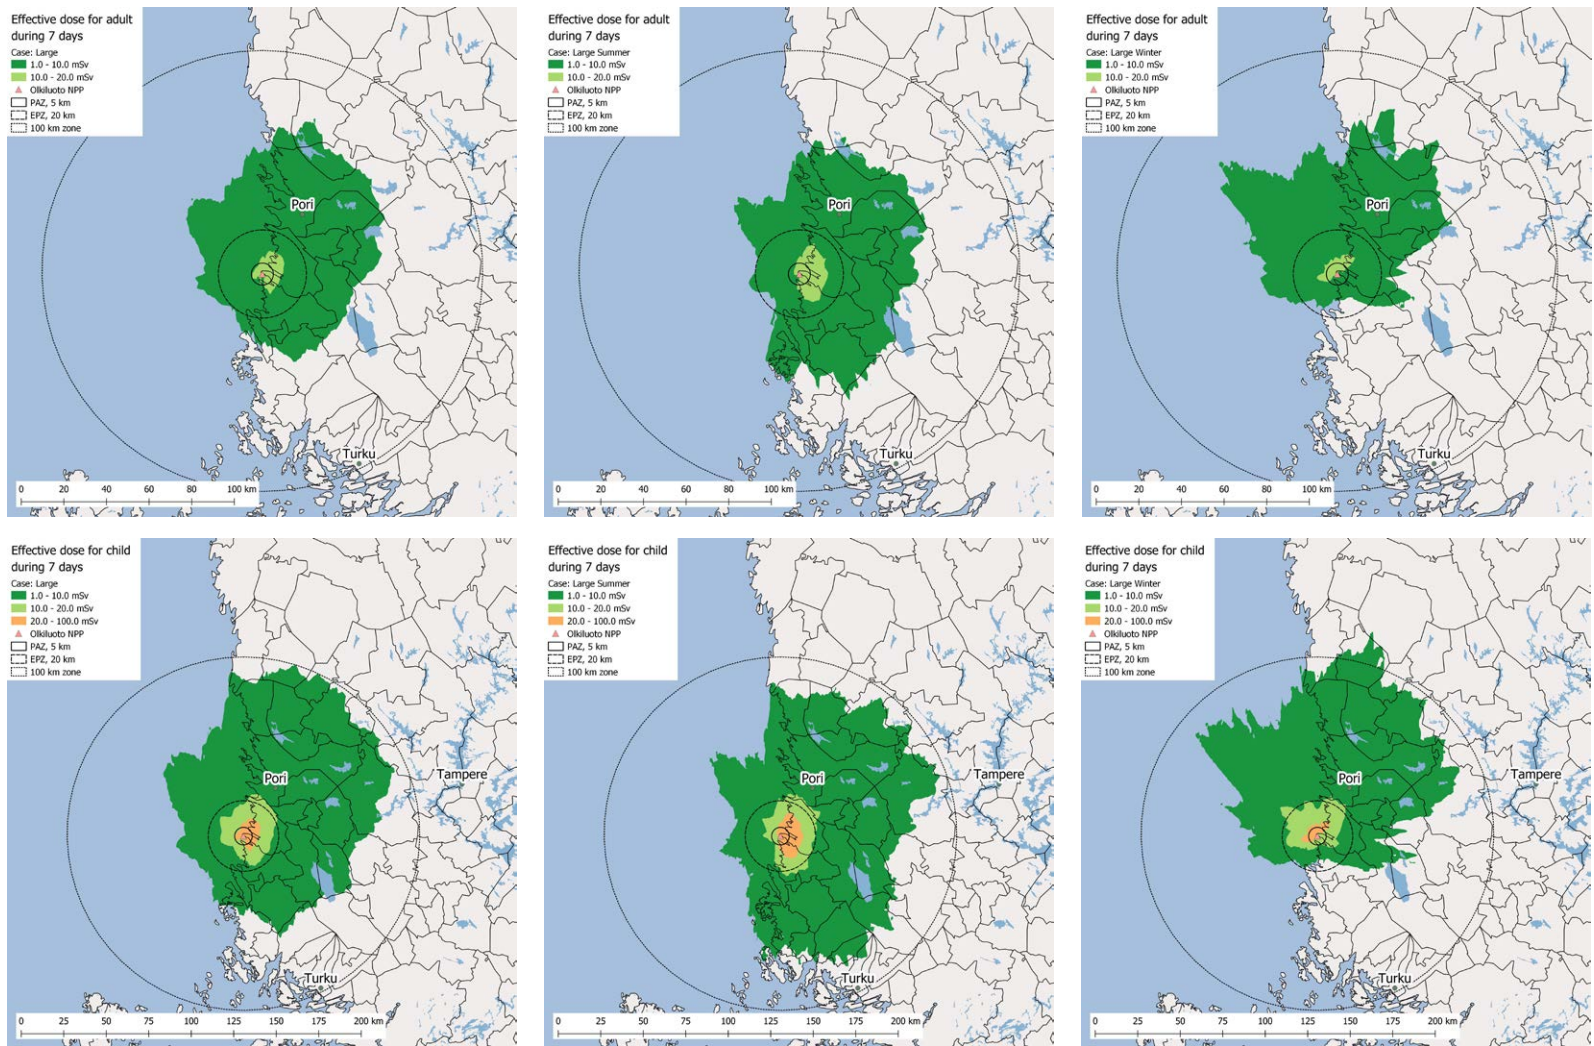 Effective dose for adult
during 7 days
Case: Large
1.0 - 10.0 mSv
10.0 - 20.0 mSv
Olkiluoto NPP
PAZ, 5 km
EPZ, 20 km
100 km zone
Pori
Turku
0 20 40 60 80 100 km
Effective dose for adult
during 7 days
Case: Large Summer
1.0 - 10.0 mSv
10.0 - 20.0 mSv
Olkiluoto NPP
PAZ, 5 km
EPZ, 20 km
100 km zone
Pori
Turku
0 20 40 60 80 100 km
Effective dose for adult
during 7 days
Case: Large Winter
1.0 - 10.0 mSv
10.0 - 20.0 mSv
Olkiluoto NPP
PAZ, 5 km
EPZ, 20 km
100 km zone
Pori
Turku
0 20 40 60 80 100 km
Effective dose for child
during 7 days
Case: Large
1.0 - 10.0 mSv
10.0 - 20.0 mSv
20.0 - 100.0 mSv
Olkiluoto NPP
PAZ, 5 km
EPZ, 20 km
100 km zone
Tampere
Pori
Turku
0 25 50 75 100 125 150 175 200 km
Effective dose for child
during 7 days
Case: Large Summer
1.0 - 10.0 mSv
10.0 - 20.0 mSv
20.0 - 100.0 mSv
Olkiluoto NPP
PAZ, 5 km
EPZ, 20 km
100 km zone
Tampere
Pori
Turku
0 25 50 75 100 125 150 175 200 km
Effective dose for child
during 7 days
Case: Large Winter
1.0 - 10.0 mSv
10.0 - 20.0 mSv
20.0 - 100.0 mSv
Olkiluoto NPP
PAZ, 5 km
EPZ, 20 km
100 km zone
Tampere
Pori
Turku
0 25 50 75 100 125 150 175 200 km